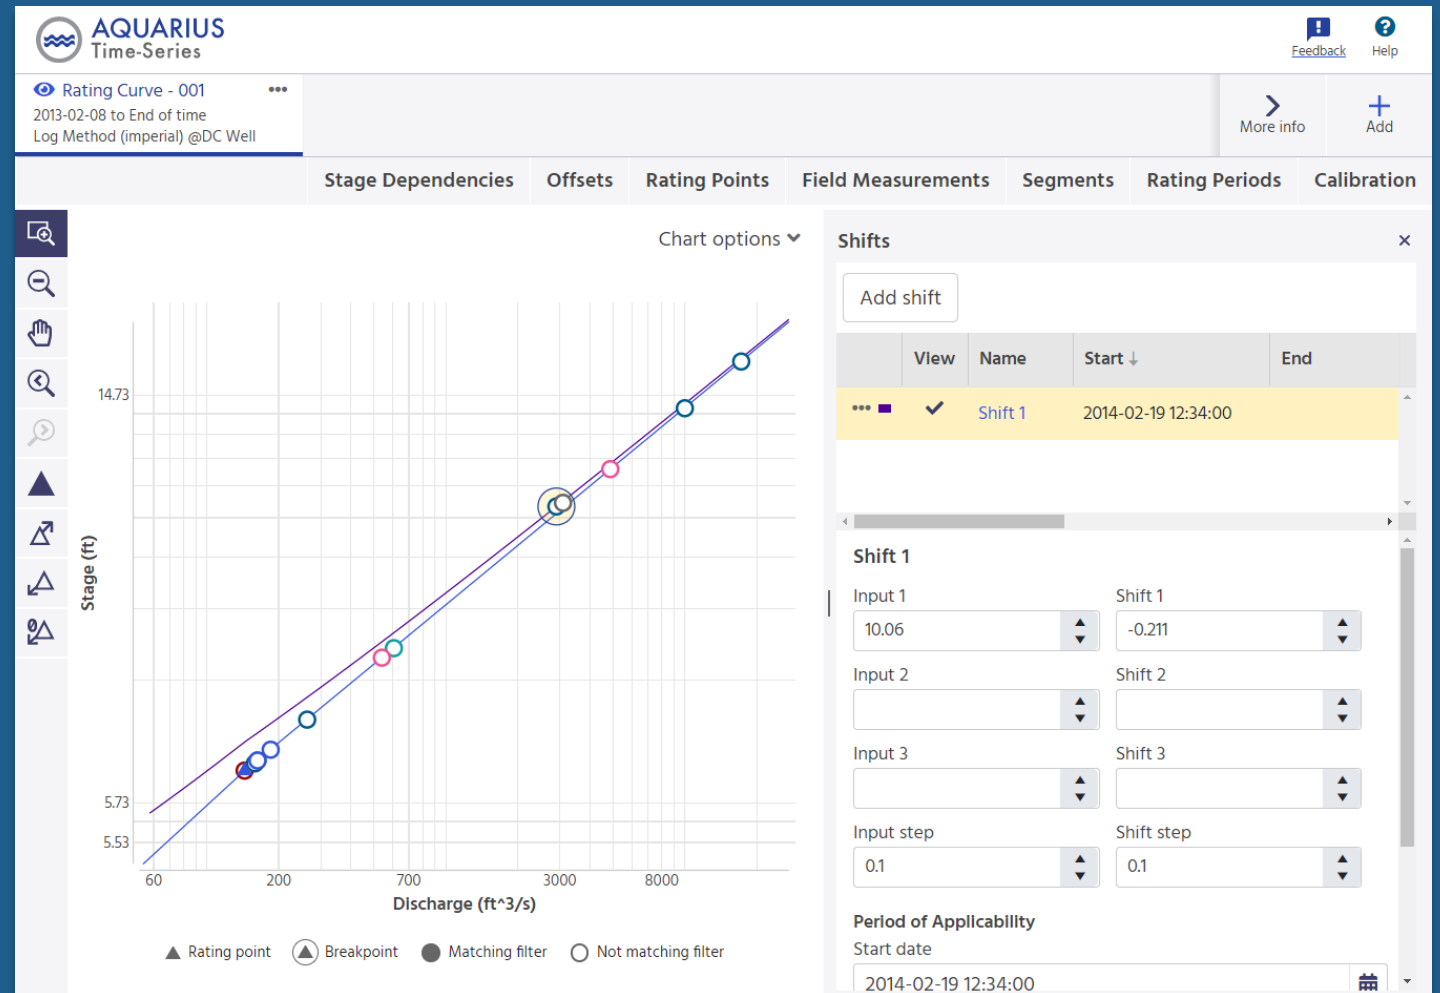 AQUARIUS
Time-Series
Feedback
Help
Rating Curve - 001
2013-02-08 to End of time
Log Method (imperial) @DC Well
More info
Add
Stage Dependencies Offsets Rating Points Field Measurements Segments Rating Periods Calibration
Chart options
14.73
5.73
5.53
Stage (ft)
60 200 700 3000 8000
Discharge (ft^3/s)
Rating point Breakpoint Matching filter Not matching filter
Shifts
Add shift
View Name Start End
Shift 1 2014-02-19 12:34:00
Shift 1
Input 1 Shift 1
10.06 -0.211
Input 2 Shift 2
Input 3 Shift 3
Input step Shift step
0.1 0.1
Period of Applicability
Start date
2014-02-19 12:34:00